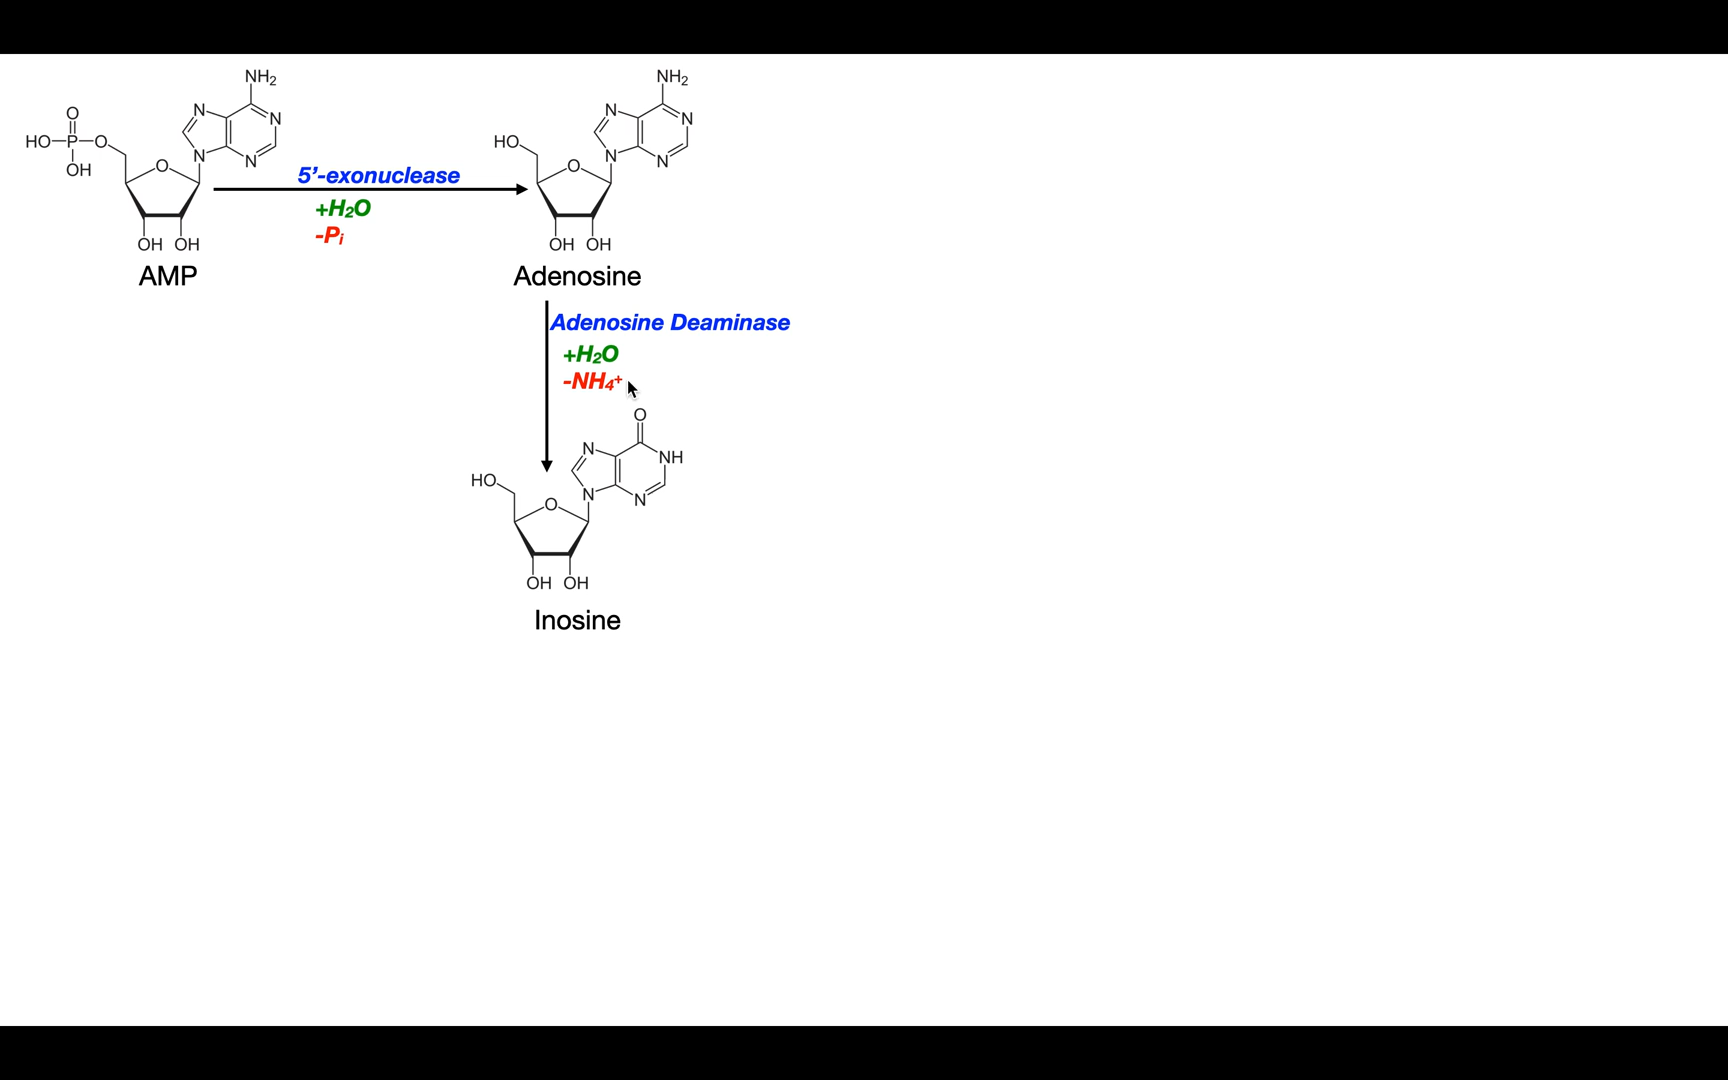 NH₂
NH₂
N
N
N
N
O
HO
P
O
OH
O
N
N
HO
O
N
N
5’-exonuclease
+H₂O
-Pᵢ
OH OH
OH OH
AMP
Adenosine
Adenosine Deaminase
+H₂O
-NH₄⁺
O
N
NH
HO
O
N
N
OH OH
Inosine